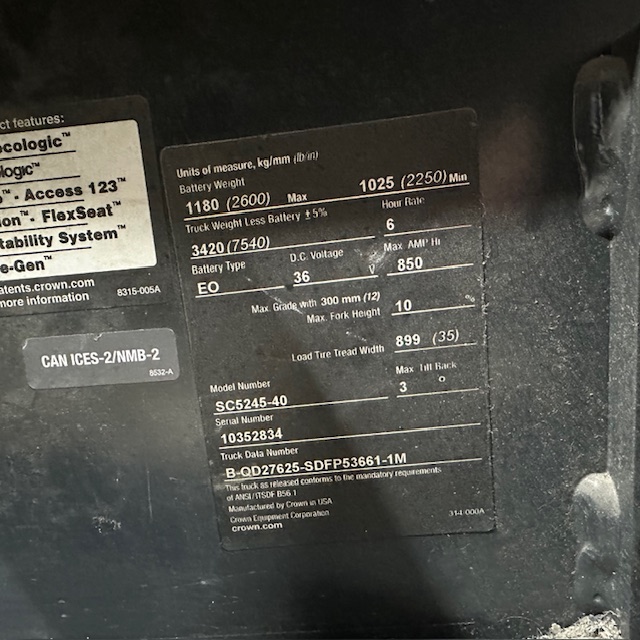 ct features:
ecologic™
logic™
™ - Access 123™
ion™- FlexSeat™
tability System™
e-Gen™
atents.crown.com
more information 8315-005A
CAN ICES-2/NMB-2
8532-A
Units of measure, kg/mm (lb/in)
Battery Weight
1180 (2600) Max 1025 (2250) Min
Truck Weight Less Battery ± 5% Hour Rate
3420 (7540) 6
Battery Type D.C. Voltage Max. AMP Hr
EO 36 V 850
Max. Grade with 300 mm (12)
Max. Fork Height 10 %
Load Tire Tread Width 899 (35)
Model Number Max Tilt Back
SC5245-40 3 °
Serial Number
10352834
Truck Data Number
B-QD27625-SDFP53661-1M
This truck as released conforms to the mandatory requirements
of ANSI/ITSDF B56.1
Manufactured by Crown in USA
Crown Equipment Corporation
crown.com 314-000A